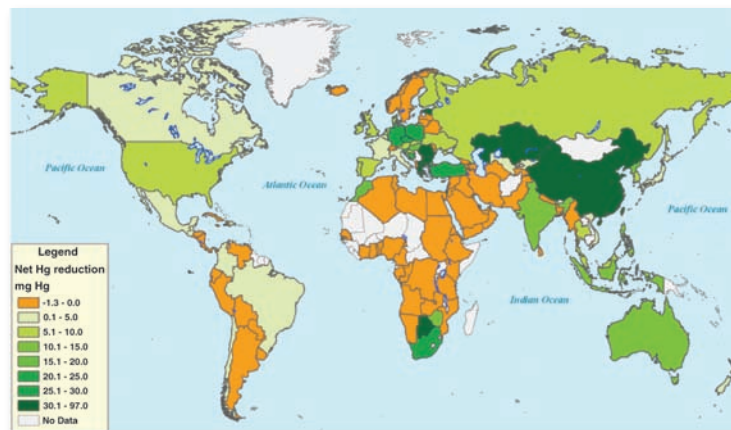 Pacific Ocean
Atlantic Ocean
Pacific Ocean
Indian Ocean
Legend
Net Hg reduction
mg Hg
-1.3 - 0.0
0.1 - 5.0
5.1 - 10.0
10.1 - 15.0
15.1 - 20.0
20.1 - 25.0
25.1 - 30.0
30.1 - 97.0
No Data